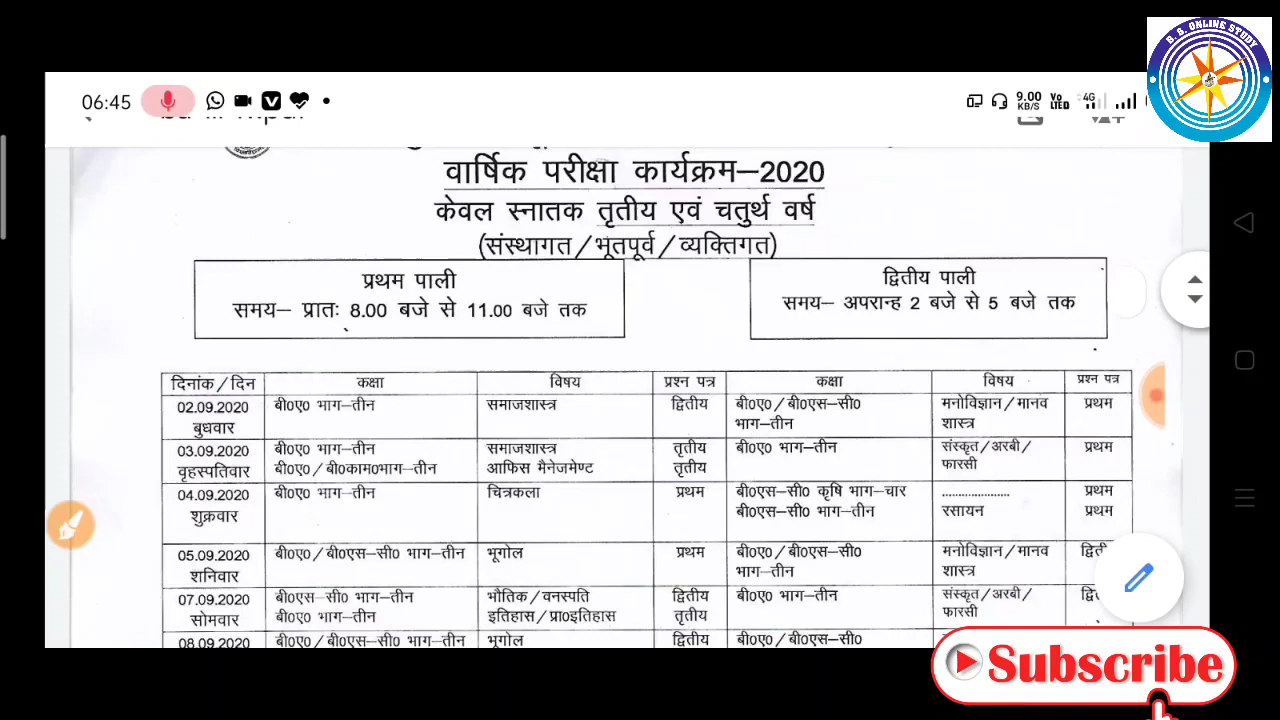 B. S. ONLINE STUDY
06:45
9.00 KB/S
Vo LTED
4G
वार्षिक परीक्षा कार्यक्रम–2020
केवल स्नातक तृतीय एवं चतुर्थ वर्ष
(संस्थागत/भूतपूर्व/व्यक्तिगत)
प्रथम पाली
समय– प्रातः 8.00 बजे से 11.00 बजे तक
द्वितीय पाली
समय– अपरान्ह 2 बजे से 5 बजे तक
दिनांक/दिन कक्षा विषय प्रश्न पत्र कक्षा विषय प्रश्न पत्र
02.09.2020 बी0ए0 भाग–तीन समाजशास्त्र द्वितीय बी0ए0/बी0एस–सी0 मनोविज्ञान/मानव प्रथम
बुधवार भाग–तीन शास्त्र
03.09.2020 बी0ए0 भाग–तीन समाजशास्त्र तृतीय बी0ए0 भाग–तीन संस्कृत/अरबी/ प्रथम
वृहस्पतिवार बी0ए0/बी0काम0भाग–तीन आफिस मैनेजमेण्ट तृतीय फारसी
04.09.2020 बी0ए0 भाग–तीन चित्रकला प्रथम बी0एस–सी0 कृषि भाग–चार ..................... प्रथम
शुक्रवार बी0एस–सी0 भाग–तीन रसायन प्रथम
05.09.2020 बी0ए0/बी0एस–सी0 भाग–तीन भूगोल प्रथम बी0ए0/बी0एस–सी0 मनोविज्ञान/मानव
शनिवार भाग–तीन शास्त्र
07.09.2020 बी0एस–सी0 भाग–तीन भौतिक/वनस्पति द्वितीय बी0ए0 भाग–तीन संस्कृत/अरबी/
सोमवार बी0ए0 भाग–तीन इतिहास/प्रा0इतिहास तृतीय फारसी
08.09.2020 बी0ए0/बी0एस–सी0 भाग–तीन भूगोल द्वितीय बी0ए0/बी0एस–सी0
Subscribe